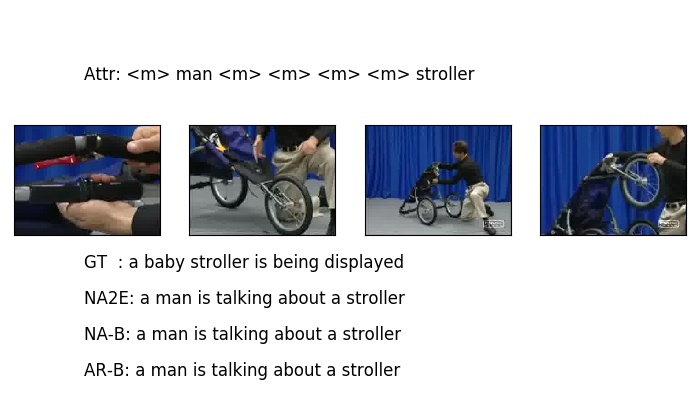 Attr: <m> man <m> <m> <m> <m> stroller
GT  : a baby stroller is being displayed
NA2E: a man is talking about a stroller
NA-B: a man is talking about a stroller
AR-B: a man is talking about a stroller